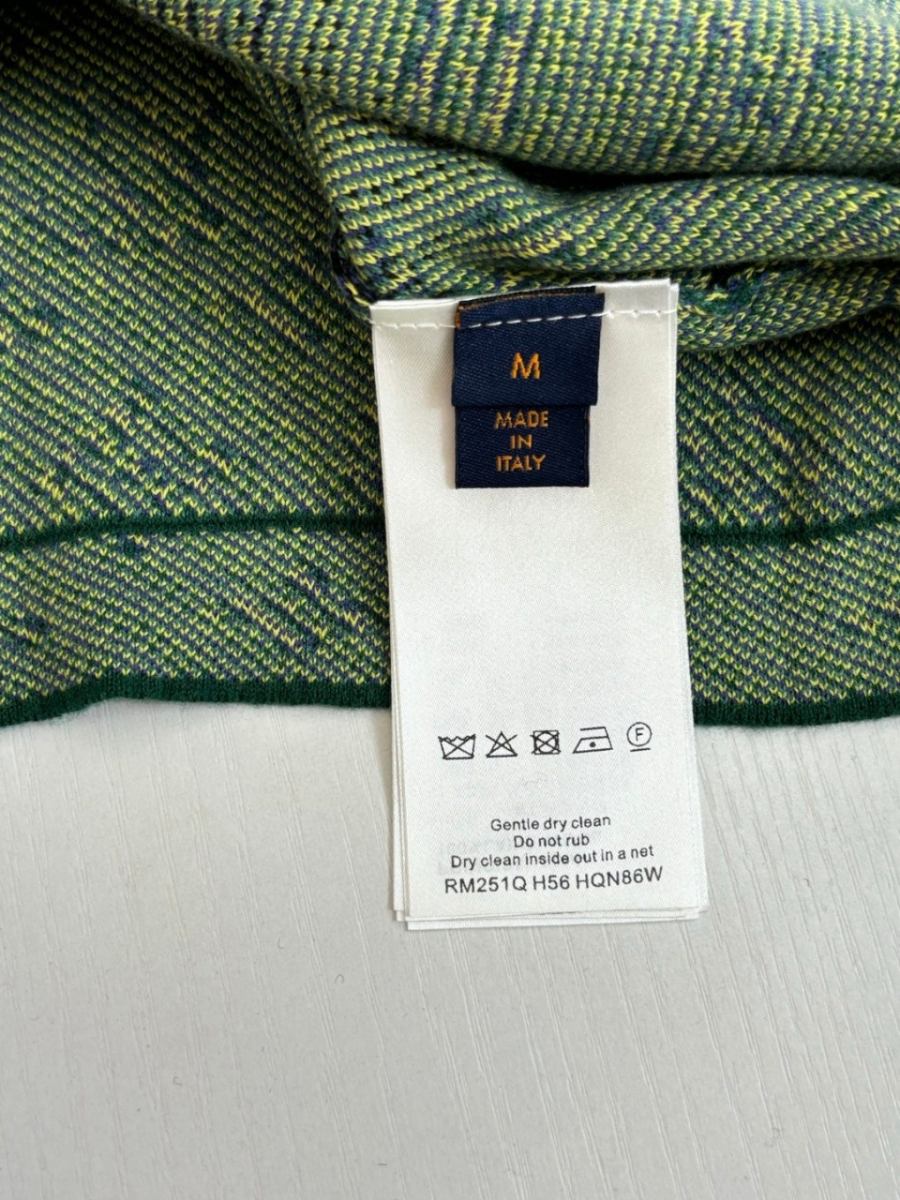 M
MADE
IN
ITALY
F
Gentle dry clean
Do not rub
Dry clean inside out in a net
RM251Q H56 HQN86W